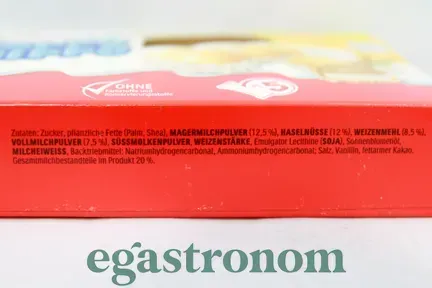 OHNE
Zutaten: Zucker, pflanzliche Fette (Palm, Shea), MAGERMILCHPULVER (12,5 %), HASELNÜSSE (12 %), WEIZENMEHL (8,5 %),
VOLLMILCHPULVER (7,5 %), SÜSSMOLKENPULVER, WEIZENSTÄRKE, Emulgator Lecithine (SOJA), Sonnenblumenöl,
MILCHEIWEISS, Backtriebmittel: Natriumhydrogencarbonat, Ammoniumhydrogencarbonat; Salz, Vanillin, fettarmer Kakao.
Gesamtmilchbestandteile im Produkt 20 %.
egastronom